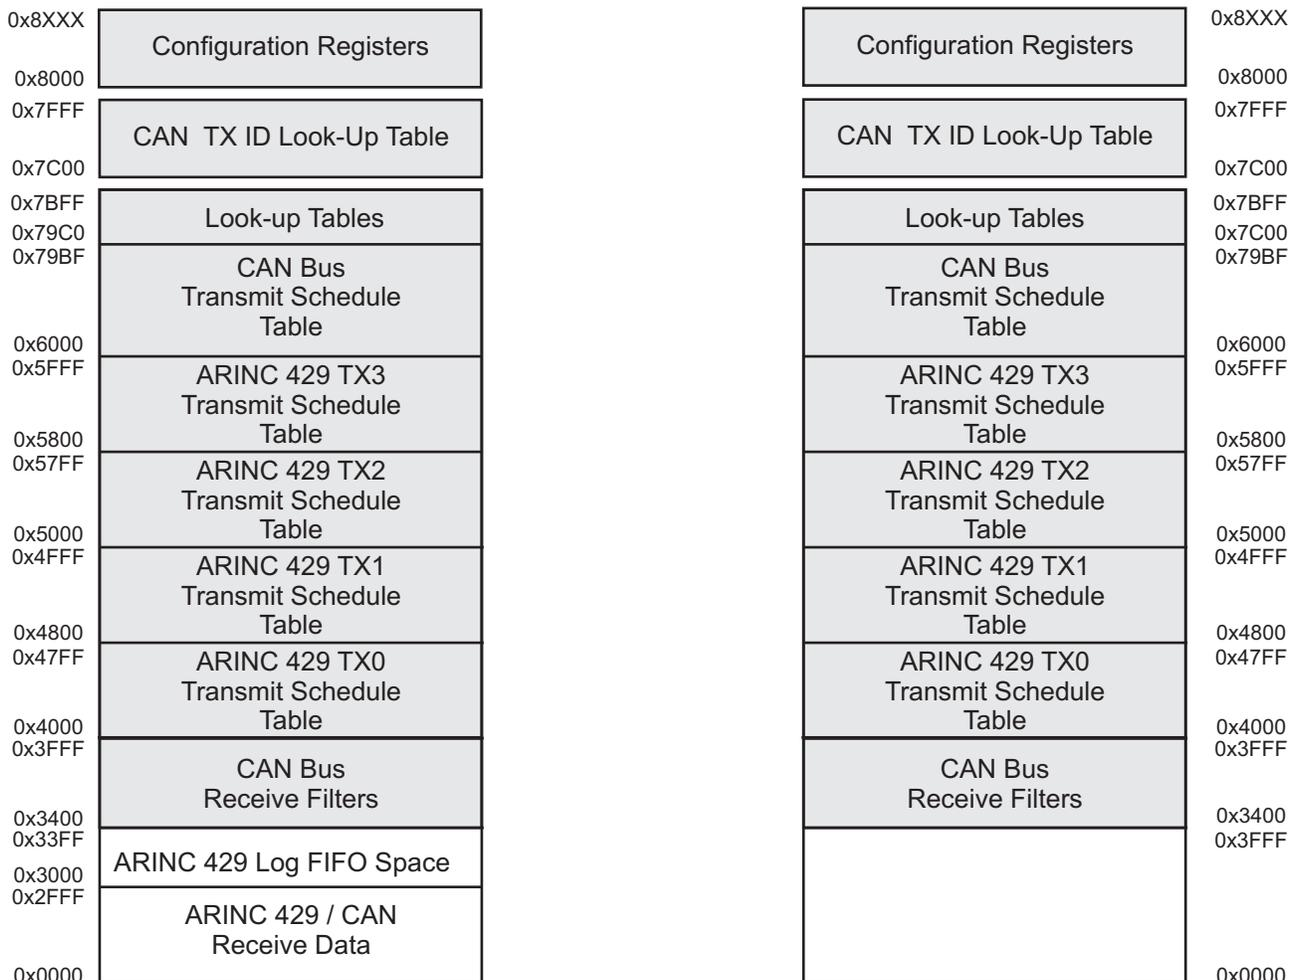 0x8XXX
Configuration Registers
0x8000
0x7FFF
CAN TX ID Look-Up Table
0x7C00
0x7BFF
Look-up Tables
0x79C0
0x79BF
CAN Bus
Transmit Schedule
Table
0x6000
0x5FFF
ARINC 429 TX3
Transmit Schedule
Table
0x5800
0x57FF
ARINC 429 TX2
Transmit Schedule
Table
0x5000
0x4FFF
ARINC 429 TX1
Transmit Schedule
Table
0x4800
0x47FF
ARINC 429 TX0
Transmit Schedule
Table
0x4000
0x3FFF
CAN Bus
Receive Filters
0x3400
0x33FF
ARINC 429 Log FIFO Space
0x3000
0x2FFF
ARINC 429 / CAN
Receive Data
0x0000
0x8XXX
Configuration Registers
0x8000
0x7FFF
CAN TX ID Look-Up Table
0x7C00
0x7BFF
Look-up Tables
0x7C00
0x79BF
CAN Bus
Transmit Schedule
Table
0x6000
0x5FFF
ARINC 429 TX3
Transmit Schedule
Table
0x5800
0x57FF
ARINC 429 TX2
Transmit Schedule
Table
0x5000
0x4FFF
ARINC 429 TX1
Transmit Schedule
Table
0x4800
0x47FF
ARINC 429 TX0
Transmit Schedule
Table
0x4000
0x3FFF
CAN Bus
Receive Filters
0x3400
0x3FFF
0x0000